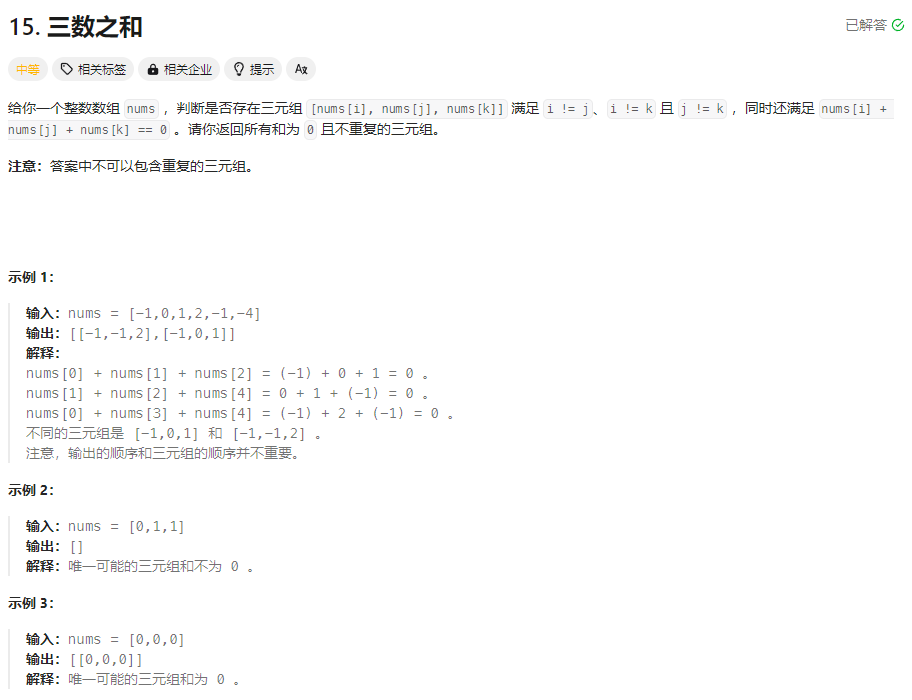 15. 三数之和
已解答
中等 相关标签 相关企业 提示 Aあ
给你一个整数数组 nums ，判断是否存在三元组 [nums[i], nums[j], nums[k]] 满足 i != j、i != k 且 j != k ，同时还满足 nums[i] +
nums[j] + nums[k] == 0 。请你返回所有和为 0 且不重复的三元组。
注意：答案中不可以包含重复的三元组。
示例 1：
输入：nums = [-1,0,1,2,-1,-4]
输出：[[-1,-1,2],[-1,0,1]]
解释：
nums[0] + nums[1] + nums[2] = (-1) + 0 + 1 = 0 。
nums[1] + nums[2] + nums[4] = 0 + 1 + (-1) = 0 。
nums[0] + nums[3] + nums[4] = (-1) + 2 + (-1) = 0 。
不同的三元组是 [-1,0,1] 和 [-1,-1,2] 。
注意，输出的顺序和三元组的顺序并不重要。
示例 2：
输入：nums = [0,1,1]
输出：[]
解释：唯一可能的三元组和不为 0 。
示例 3：
输入：nums = [0,0,0]
输出：[[0,0,0]]
解释：唯一可能的三元组和为 0 。